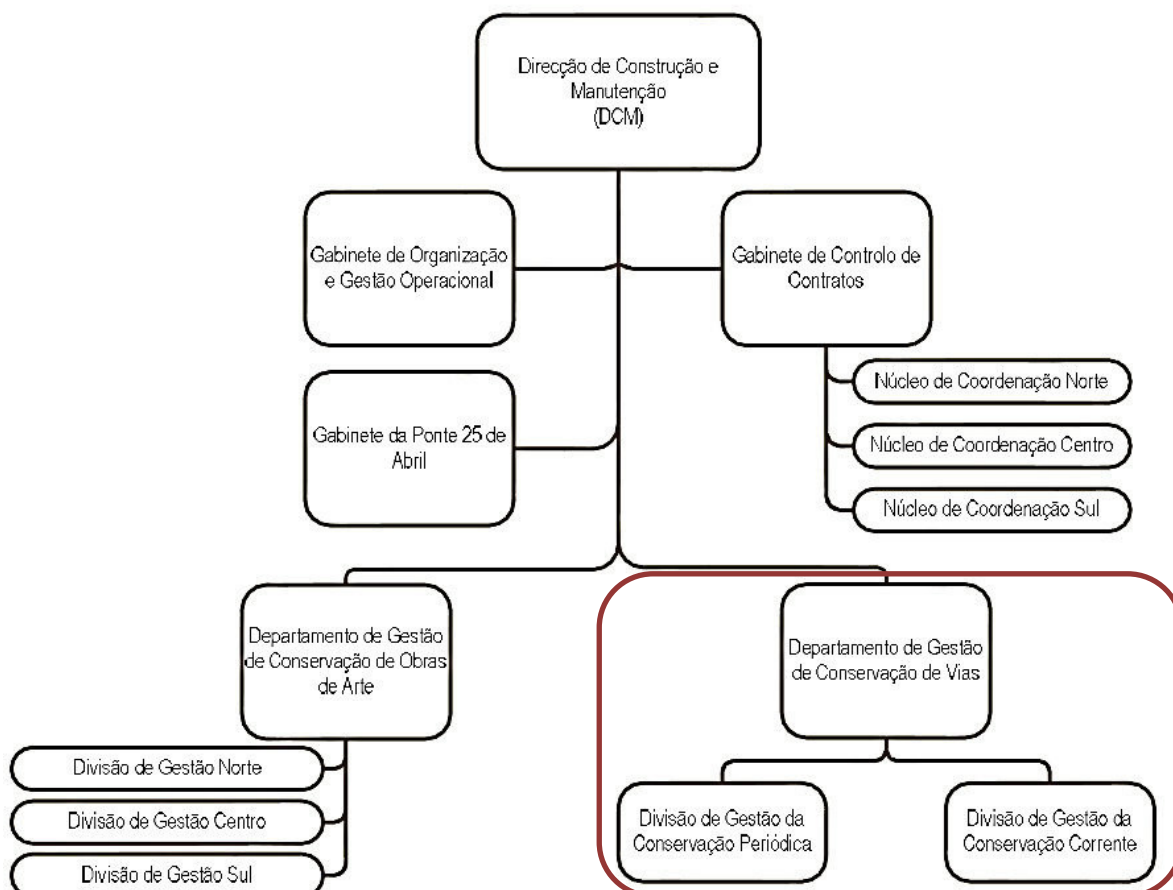 Direcção de Construção e
Manutenção
(DCM)
Gabinete de Organização
e Gestão Operacional
Gabinete de Controlo de
Contratos
Núcleo de Coordenação Norte
Gabinete da Ponte 25 de
Abril
Núcleo de Coordenação Centro
Núcleo de Coordenação Sul
Departamento de Gestão
de Conservação de Obras
de Arte
Departamento de Gestão
de Conservação de Vias
Divisão de Gestão Norte
Divisão de Gestão Centro
Divisão de Gestão Sul
Divisão de Gestão da
Conservação Periódica
Divisão de Gestão da
Conservação Corrente